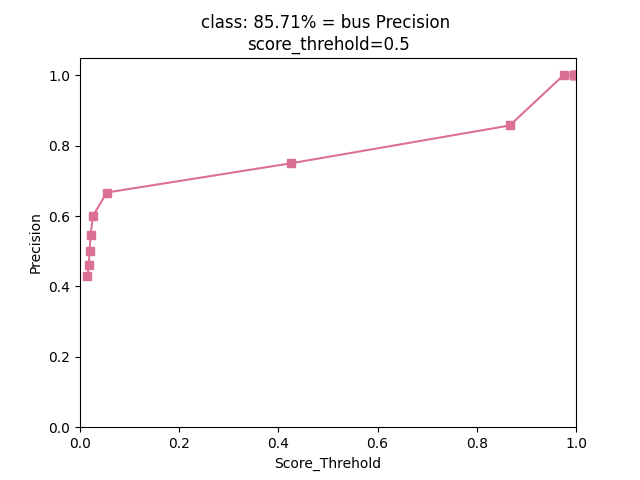 class: 85.71% = bus Precision
score_threhold=0.5
1.0
0.8
0.6
0.4
0.2
0.0
Precision
0.0 0.2 0.4 0.6 0.8 1.0
Score_Threhold